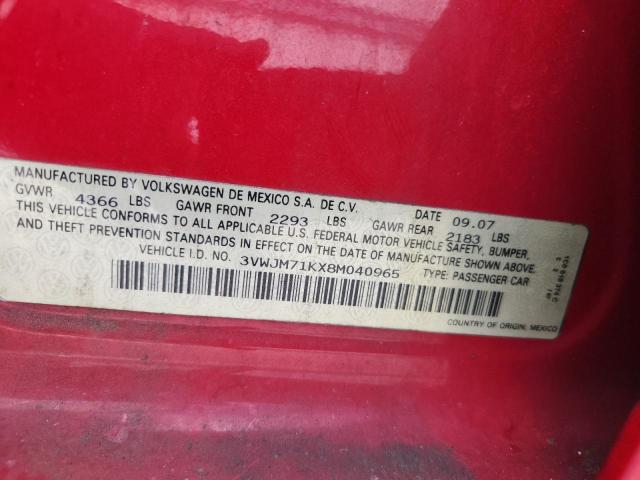 MANUFACTURED BY VOLKSWAGEN DE MEXICO S.A. DE C.V.
GVWR 4366 LBS GAWR FRONT 2293 LBS GAWR REAR 2183 LBS DATE 09.07
THIS VEHICLE CONFORMS TO ALL APPLICABLE U.S. FEDERAL MOTOR VEHICLE SAFETY, BUMPER,
AND THEFT PREVENTION STANDARDS IN EFFECT ON THE DATE OF MANUFACTURE SHOWN ABOVE.
VEHICLE I.D. NO. 3VWJM71KX8M040965 TYPE: PASSENGER CAR
COUNTRY OF ORIGIN, MEXICO